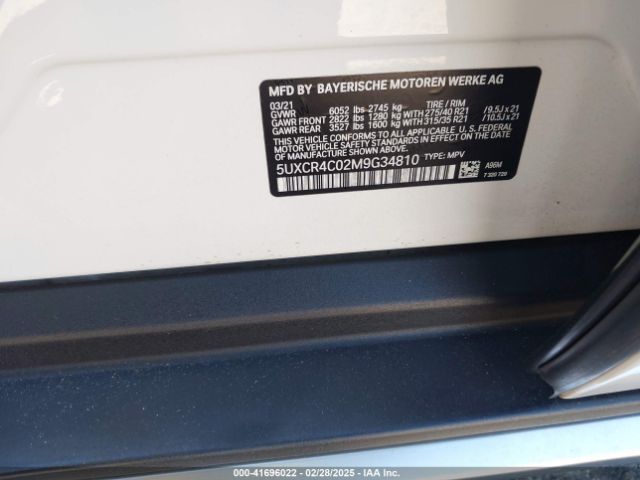 MFD BY BAYERISCHE MOTOREN WERKE AG
03/21
GVWR 6052 lbs 2745 kg TIRE / RIM
GAWR FRONT 2822 lbs 1280 kg WITH 275/40 R21 / 9.5J x 21
GAWR REAR 3527 lbs 1600 kg WITH 315/35 R21 / 10.5J x 21
THIS VEHICLE CONFORMS TO ALL APPLICABLE U.S. FEDERAL
MOTOR VEHICLE SAFETY STANDARDS IN EFFECT ON THE
DATE OF MANUFACTURE SHOWN ABOVE.
5UXCR4C02M9G34810 TYPE: MPV
A96M
T 320 729
000-41696022 / 02/28/2025 / IAA Inc.